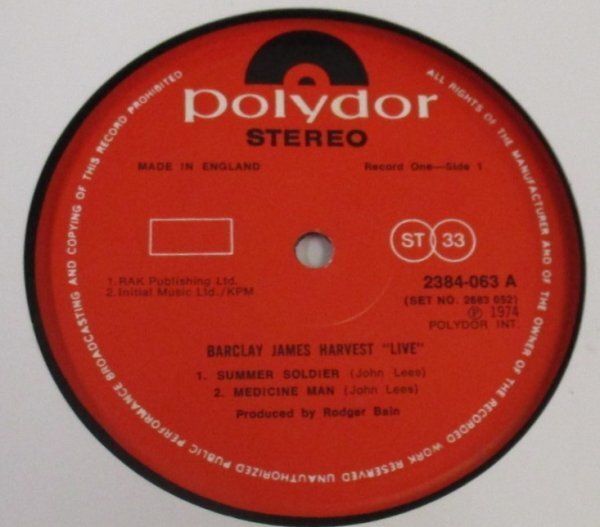 polydor
STEREO
MADE IN ENGLAND
Record One—Side 1
ST 33
2384-063 A
(SET NO. 2683 052)
Ⓟ 1974
POLYDOR INT.
1. RAK Publishing Ltd.
2. Initial Music Ltd./KPM.
BARCLAY JAMES HARVEST "LIVE"
1. SUMMER SOLDIER (John Lees)
2. MEDICINE MAN (John Lees)
Produced by Rodger Bain
ALL RIGHTS OF THE MANUFACTURER AND OF THE OWNER OF THE RECORDED WORK RESERVED UNAUTHORIZED PUBLIC PERFORMANCE BROADCASTING AND COPYING OF THIS RECORD PROHIBITED